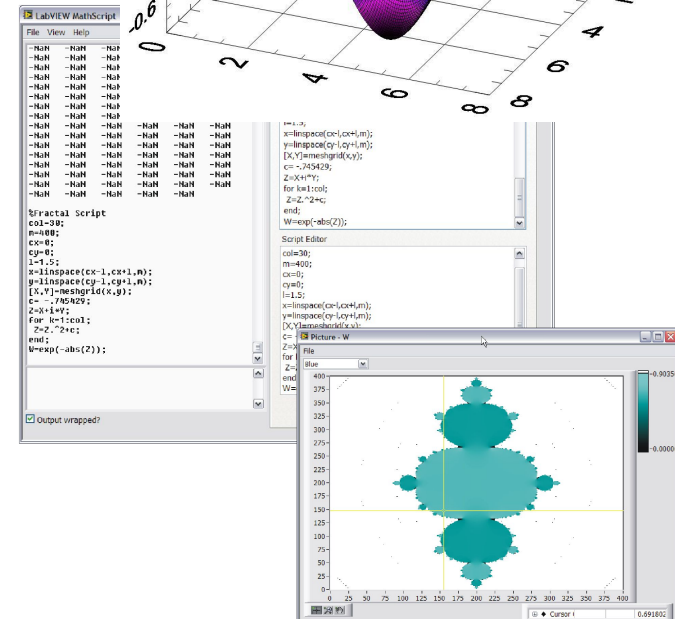 -0.6
0
2
4
6
8
8
6
4
LabVIEW MathScript
File View Help
-NaN -NaN -NaN
-NaN -NaN -NaN
-NaN -NaN -NaN
-NaN -NaN -NaN
-NaN -NaN -NaN
-NaN -NaN -NaN
-NaN -NaN -NaN
-NaN -NaN -NaN
-NaN -NaN -NaN -NaN -NaN -NaN
-NaN -NaN -NaN -NaN -NaN -NaN
-NaN -NaN -NaN -NaN -NaN -NaN
-NaN -NaN -NaN -NaN -NaN -NaN
-NaN -NaN -NaN -NaN -NaN -NaN
-NaN -NaN -NaN -NaN -NaN -NaN
-NaN -NaN -NaN -NaN -NaN -NaN
-NaN -NaN -NaN -NaN -NaN
%Fractal Script
col=30;
m=400;
cx=0;
cy=0;
l=1.5;
x=linspace(cx-l,cx+l,m);
y=linspace(cy-l,cy+l,m);
[X,Y]=meshgrid(x,y);
c= -.745429;
Z=X+i*Y;
for k=1:col;
Z=Z.^2+c;
end;
W=exp(-abs(Z));
Output wrapped?
l=1.5;
x=linspace(cx-l,cx+l,m);
y=linspace(cy-l,cy+l,m);
[X,Y]=meshgrid(x,y);
c= -.745429;
Z=X+i*Y;
for k=1:col;
Z=Z.^2+c;
end;
W=exp(-abs(Z));
Script Editor
col=30;
m=400;
cx=0;
cy=0;
l=1.5;
x=linspace(cx-l,cx+l,m);
y=linspace(cy-l,cy+l,m);
[X,Y]=meshgrid(x,y);
c= -
Z=X
for
Z=
end
W=
Picture - W
File
Blue
400
375
350
325
300
275
250
225
200
175
150
125
100
75
50
25
0
0 25 50 75 100 125 150 175 200 225 250 275 300 325 350 375 400
-0.9035
-0.0000
Cursor
0.691802